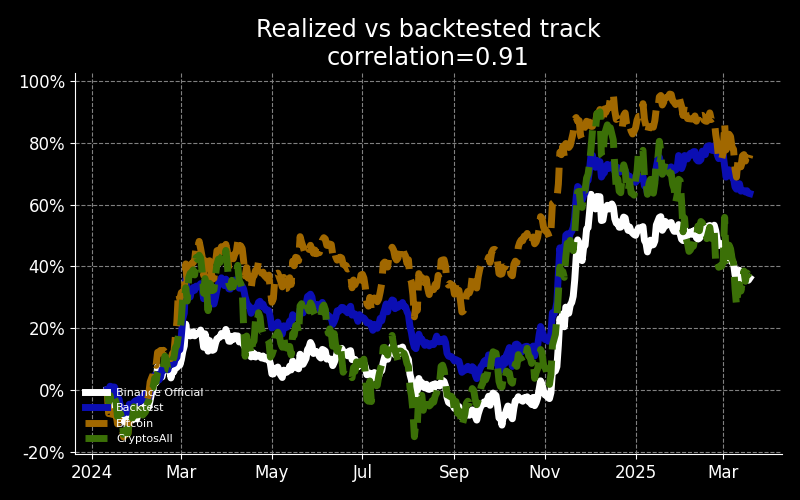 Realized vs backtested track
correlation=0.91
100%
80%
60%
40%
20%
0%
-20%
Binance Official
Backtest
Bitcoin
CryptosAll
2024 Mar May Jul Sep Nov 2025 Mar